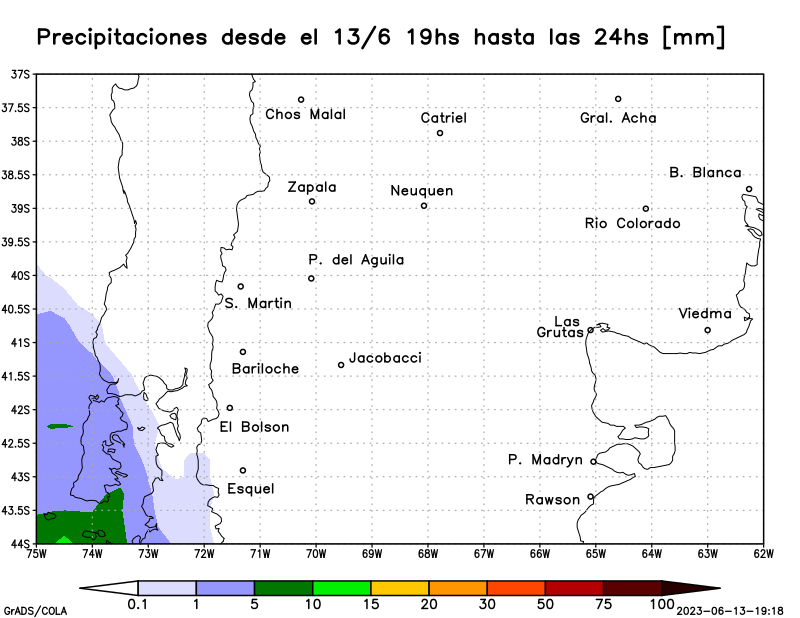 Precipitaciones desde el 13/6 19hs hasta las 24hs [mm]
37S
37.5S
38S
38.5S
39S
39.5S
40S
40.5S
41S
41.5S
42S
42.5S
43S
43.5S
44S
Chos Malal
Catriel
Gral. Acha
B. Blanca
Zapala
Neuquen
Rio Colorado
P. del Aguila
S. Martin
Viedma
Las
Grutas
Bariloche
Jacobacci
El Bolson
P. Madryn
Esquel
Rawson
75W 74W 73W 72W 71W 70W 69W 68W 67W 66W 65W 64W 63W 62W
0.1 1 5 10 15 20 30 50 75 100
GrADS/COLA
2023-06-13-19:18